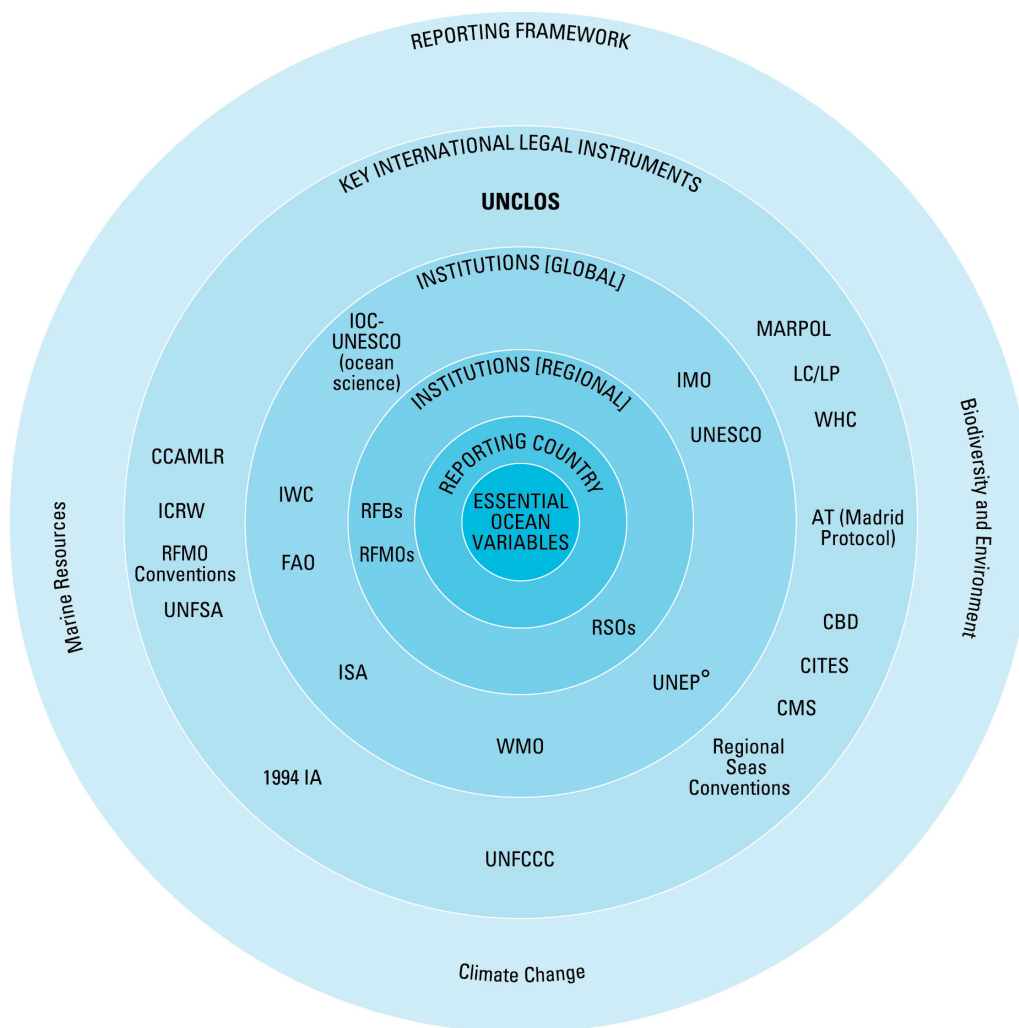 REPORTING FRAMEWORK
KEY INTERNATIONAL LEGAL INSTRUMENTS
UNCLOS
INSTITUTIONS [GLOBAL]
IOC-
UNESCO
(ocean
science)
INSTITUTIONS [REGIONAL]
REPORTING COUNTRY
ESSENTIAL
OCEAN
VARIABLES
MARPOL
LC/LP
WHC
IMO
UNESCO
CCAMLR
ICRW
RFMO
Conventions
UNFSA
IWC
FAO
RFBs
RFMOs
AT (Madrid
Protocol)
RSOs
CBD
CITES
CMS
Regional
Seas
Conventions
ISA
UNEP°
WMO
1994 IA
UNFCCC
Marine Resources
Biodiversity and Environment
Climate Change